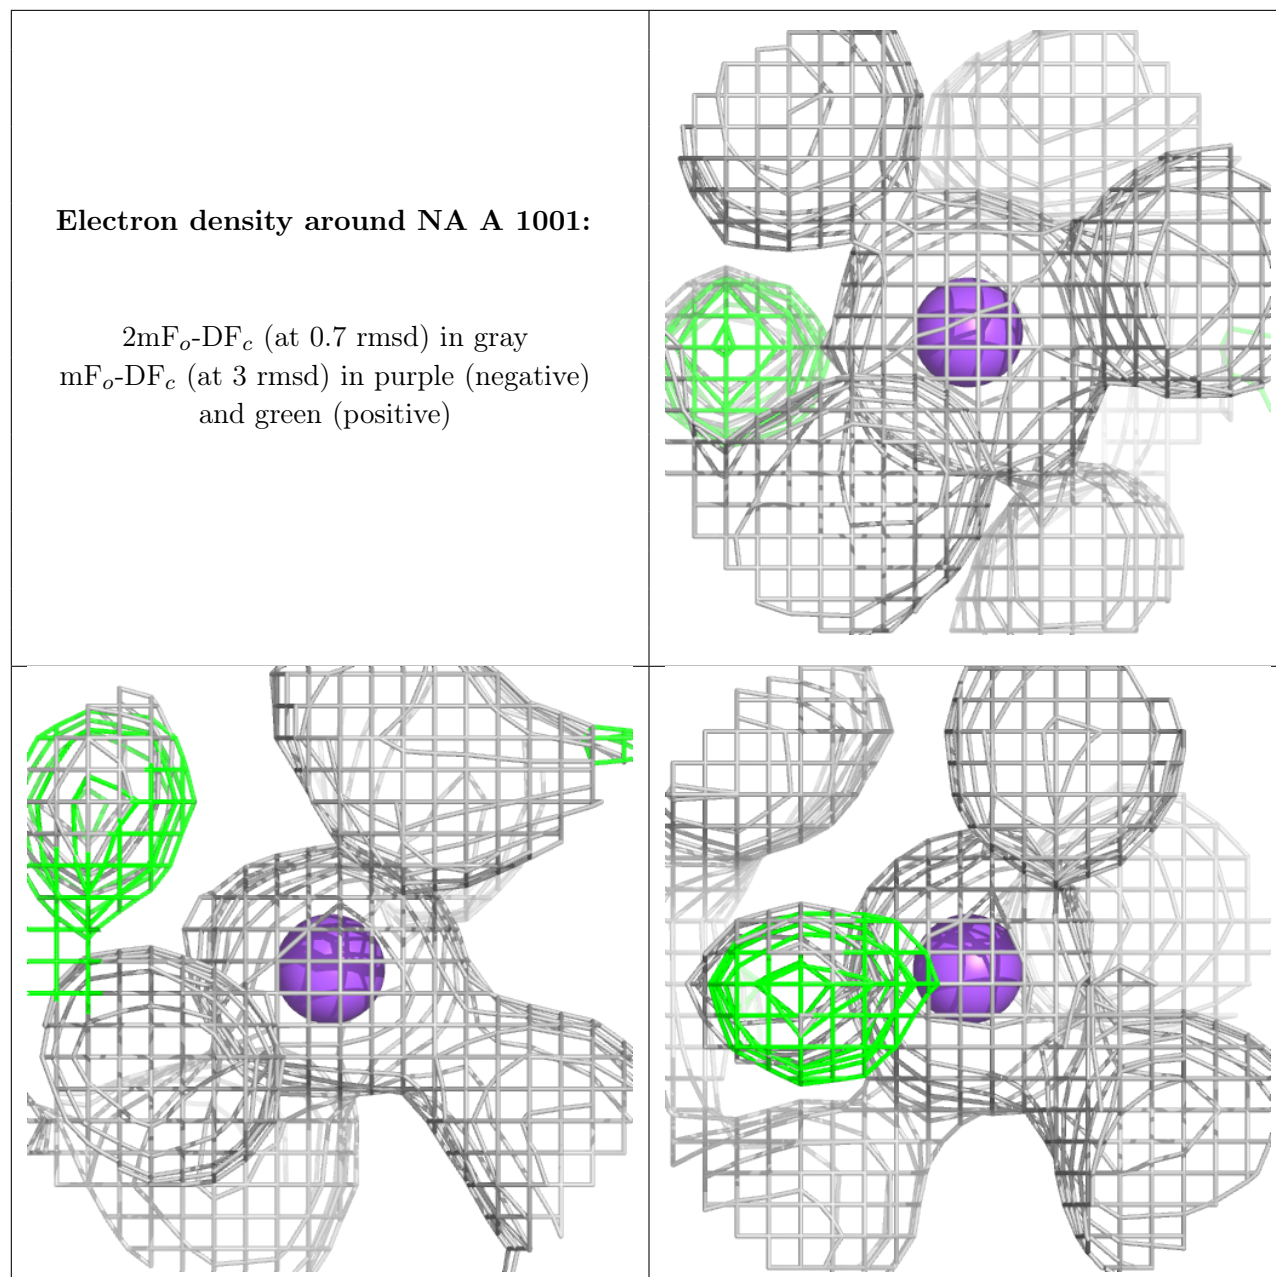 Electron density around NA A 1001:
2mFo-DFc (at 0.7 rmsd) in gray
mFo-DFc (at 3 rmsd) in purple (negative)
and green (positive)